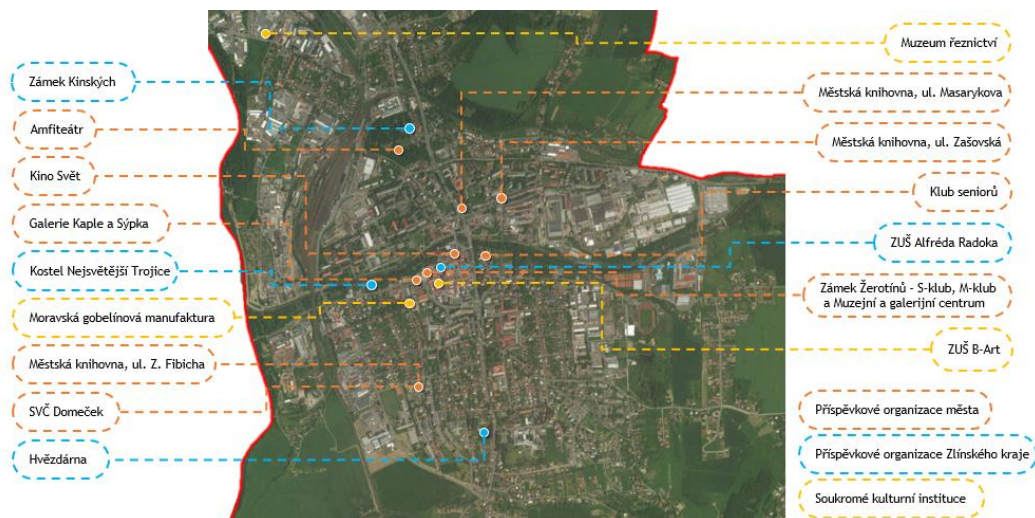 Muzeum řeznictví
Zámek Kinských
Městská knihovna, ul. Masarykova
Amfiteátr
Městská knihovna, ul. Zašovská
Kino Svět
Klub seniorů
Galerie Kaple a Sýpka
ZUŠ Alfréda Radoka
Kostel Nejsvětější Trojice
Zámek Žerotínů - S-klub, M-klub
a Muzejní a galerijní centrum
Moravská gobelínová manufaktura
ZUŠ B-Art
Městská knihovna, ul. Z. Fibicha
SVČ Domeček
Příspěvkové organizace města
Hvězdárna
Příspěvkové organizace Zlínského kraje
Soukromé kulturní instituce